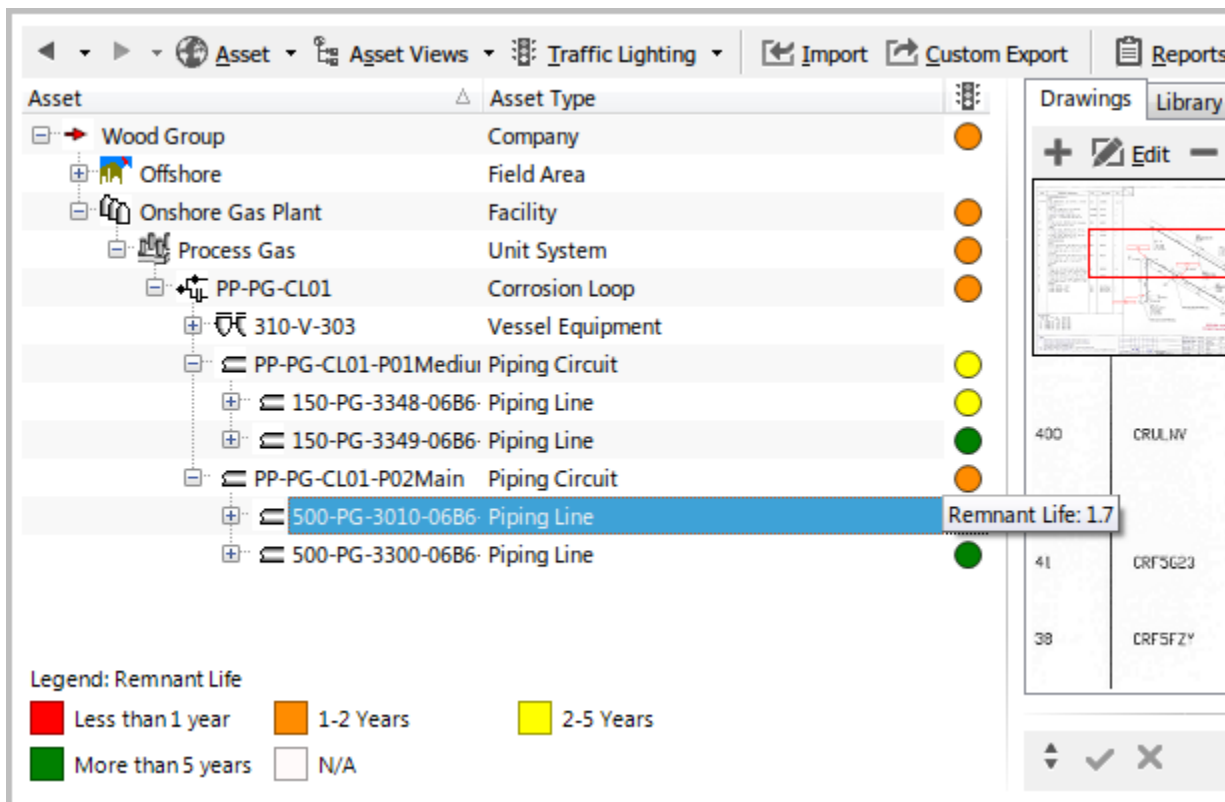 Asset Asset Views Traffic Lighting Import Custom Export Reports
Asset Asset Type
Drawings Library
Edit
Wood Group Company
Offshore Field Area
Onshore Gas Plant Facility
Process Gas Unit System
PP-PG-CL01 Corrosion Loop
310-V-303 Vessel Equipment
PP-PG-CL01-P01Mediu Piping Circuit
150-PG-3348-06B6- Piping Line
150-PG-3349-06B6- Piping Line
PP-PG-CL01-P02Main Piping Circuit
500-PG-3010-06B6- Piping Line
Remnant Life: 1.7
500-PG-3300-06B6- Piping Line
400 CRULNV
41 CRF5G23
38 CRF5FZY
Legend: Remnant Life
Less than 1 year 1-2 Years 2-5 Years
More than 5 years N/A